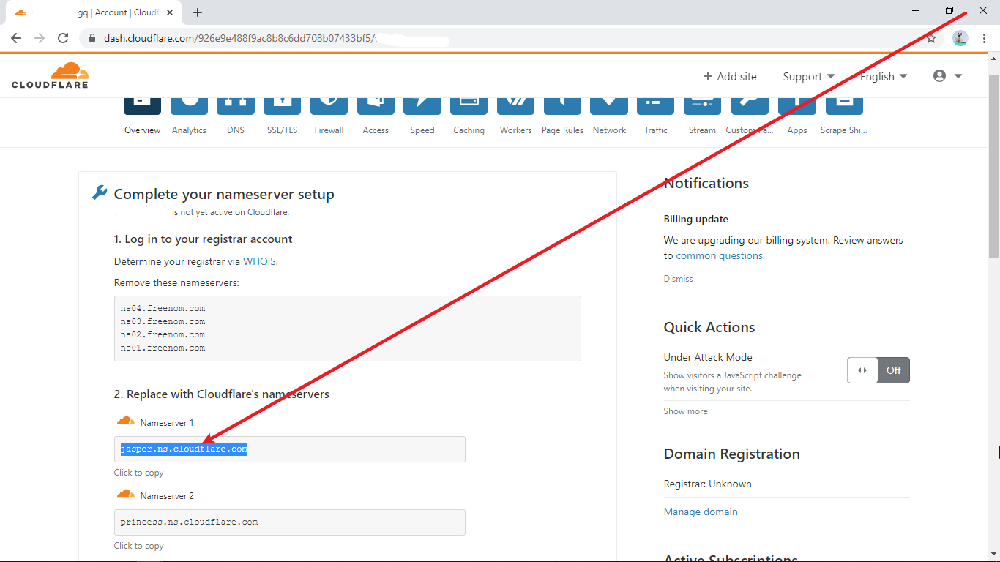 gq | Account | Cloudf
dash.cloudflare.com/926e9e488f9ac8b8c6dd708b07433bf5/
CLOUDFLARE
+ Add site
Support
English
Overview
Analytics
DNS
SSL/TLS
Firewall
Access
Speed
Caching
Workers
Page Rules
Network
Traffic
Stream
Custom Pa...
Apps
Scrape Shi...
Complete your nameserver setup
is not yet active on Cloudflare.
1. Log in to your registrar account
Determine your registrar via WHOIS.
Remove these nameservers:
ns04.freenom.com
ns03.freenom.com
ns02.freenom.com
ns01.freenom.com
2. Replace with Cloudflare's nameservers
Nameserver 1
jasper.ns.cloudflare.com
Click to copy
Nameserver 2
princess.ns.cloudflare.com
Click to copy
Notifications
Billing update
We are upgrading our billing system. Review answers
to common questions.
Dismiss
Quick Actions
Under Attack Mode
Off
Show visitors a JavaScript challenge
when visiting your site.
Show more
Domain Registration
Registrar: Unknown
Manage domain
Active Subscriptions